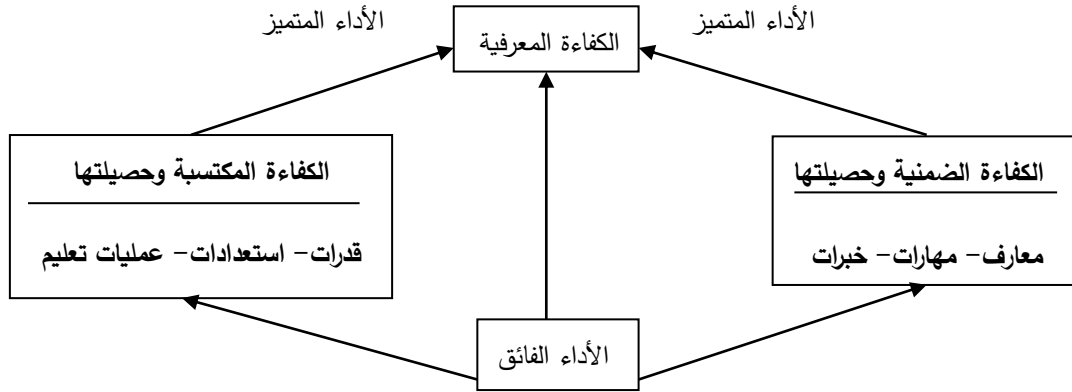 الأداء المتميز
الكفاءة المعرفية
الأداء المتميز
الكفاءة الضمنية وحصيلتها
معارف- مهارات- خبرات
الكفاءة المكتسبة وحصيلتها
قدرات- استعدادات- عمليات تعليم
الأداء الفائق